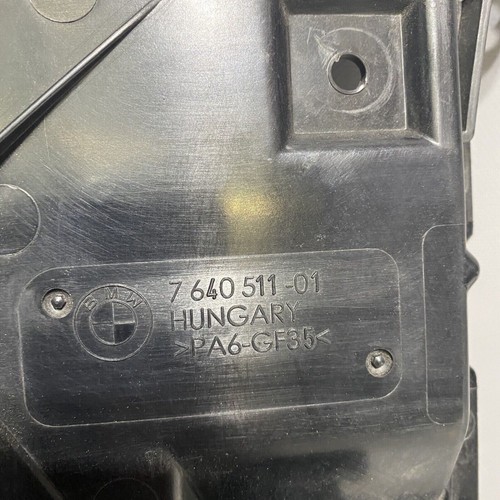 BMW
7 640 511-01
HUNGARY
>PA6-GF35<